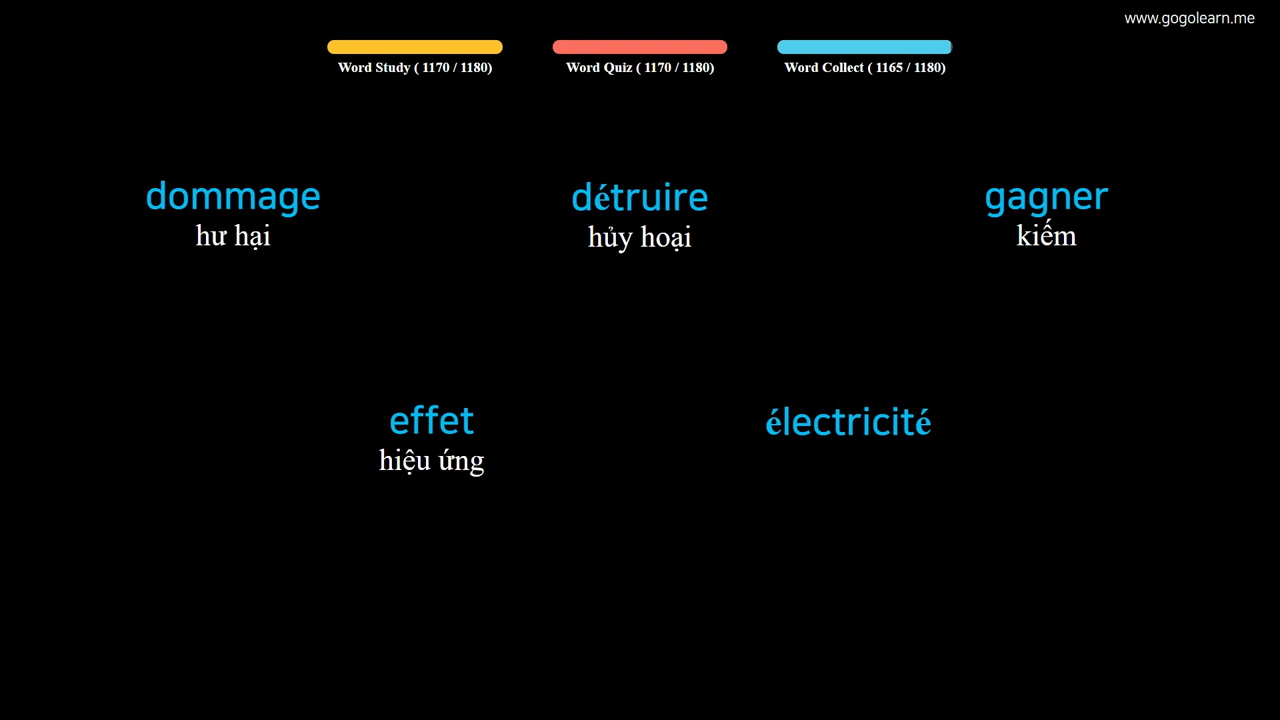 www.gogolearn.me
Word Study ( 1170 / 1180)
Word Quiz ( 1170 / 1180)
Word Collect ( 1165 / 1180)
dommage
hư hại
détruire
hủy hoại
gagner
kiếm
effet
hiệu ứng
électricité